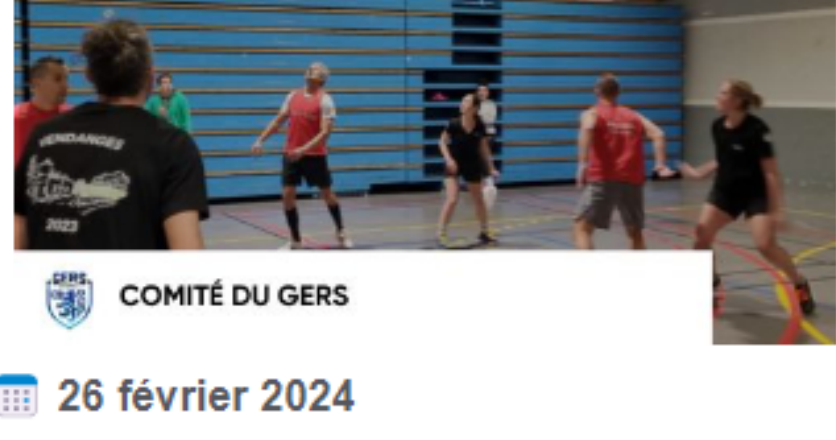 VENDANGES
2023
GERS
COMITÉ DU GERS
26 février 2024